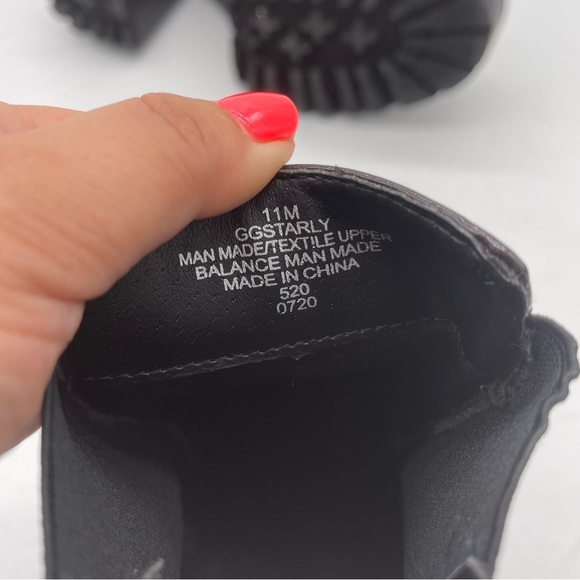 11M
GGSTARLY
MAN MADE/TEXTILE UPPER
BALANCE MAN MADE
MADE IN CHINA
520
0720